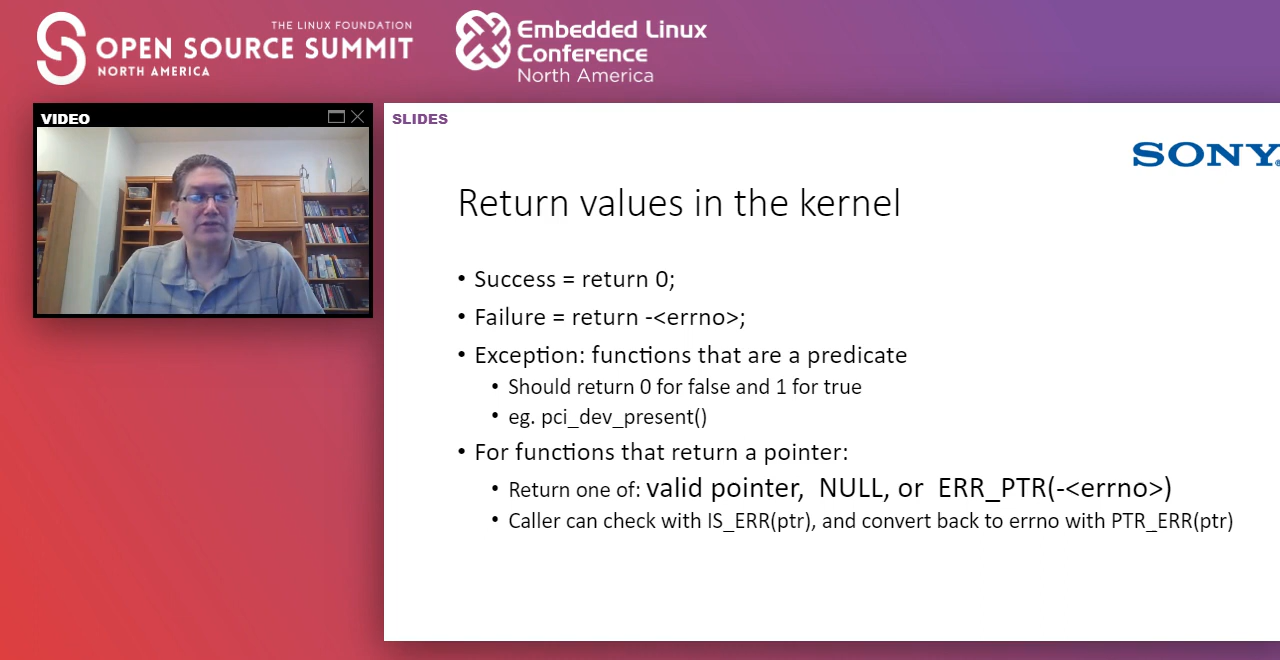 THE LINUX FOUNDATION
OPEN SOURCE SUMMIT
NORTH AMERICA
Embedded Linux
Conference
North America
VIDEO
SLIDES
SONY
Return values in the kernel
• Success = return 0;
• Failure = return -<errno>;
• Exception: functions that are a predicate
• Should return 0 for false and 1 for true
• eg. pci_dev_present()
• For functions that return a pointer:
• Return one of: valid pointer, NULL, or ERR_PTR(-<errno>)
• Caller can check with IS_ERR(ptr), and convert back to errno with PTR_ERR(ptr)